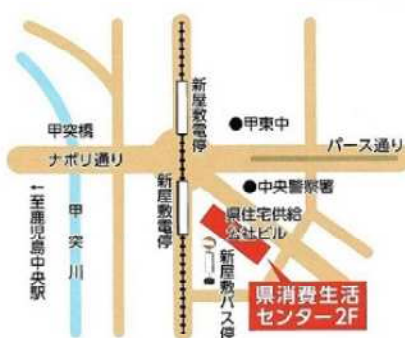 新屋敷電停
●甲東中
甲突橋
ナポリ通り
パース通り
●中央警察署
新屋敷電停
県住宅供給
公社ビル
←至鹿児島中央駅
甲突川
新屋敷バス停
県消費生活
センター2F